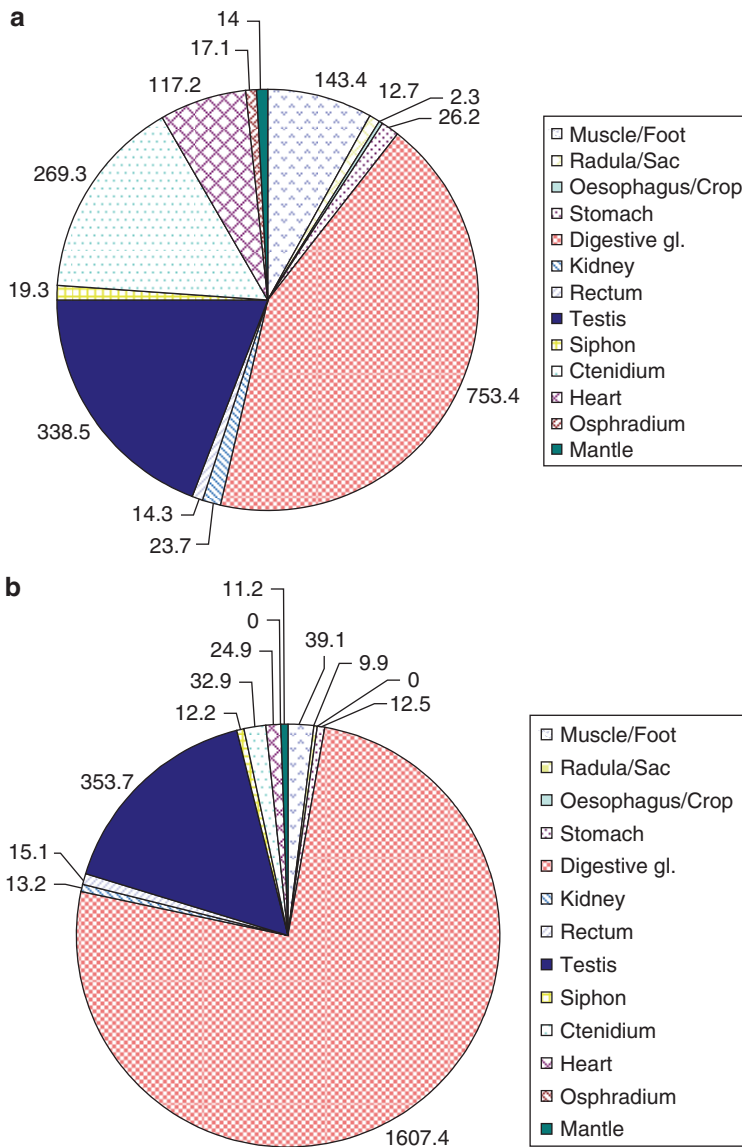 a
14
17.1
117.2
143.4
12.7
2.3
26.2
269.3
19.3
753.4
338.5
14.3
23.7
Muscle/Foot
Radula/Sac
Oesophagus/Crop
Stomach
Digestive gl.
Kidney
Rectum
Testis
Siphon
Ctenidium
Heart
Osphradium
Mantle
b
11.2
0
24.9
32.9
12.2
39.1
9.9
0
12.5
353.7
15.1
13.2
1607.4
Muscle/Foot
Radula/Sac
Oesophagus/Crop
Stomach
Digestive gl.
Kidney
Rectum
Testis
Siphon
Ctenidium
Heart
Osphradium
Mantle